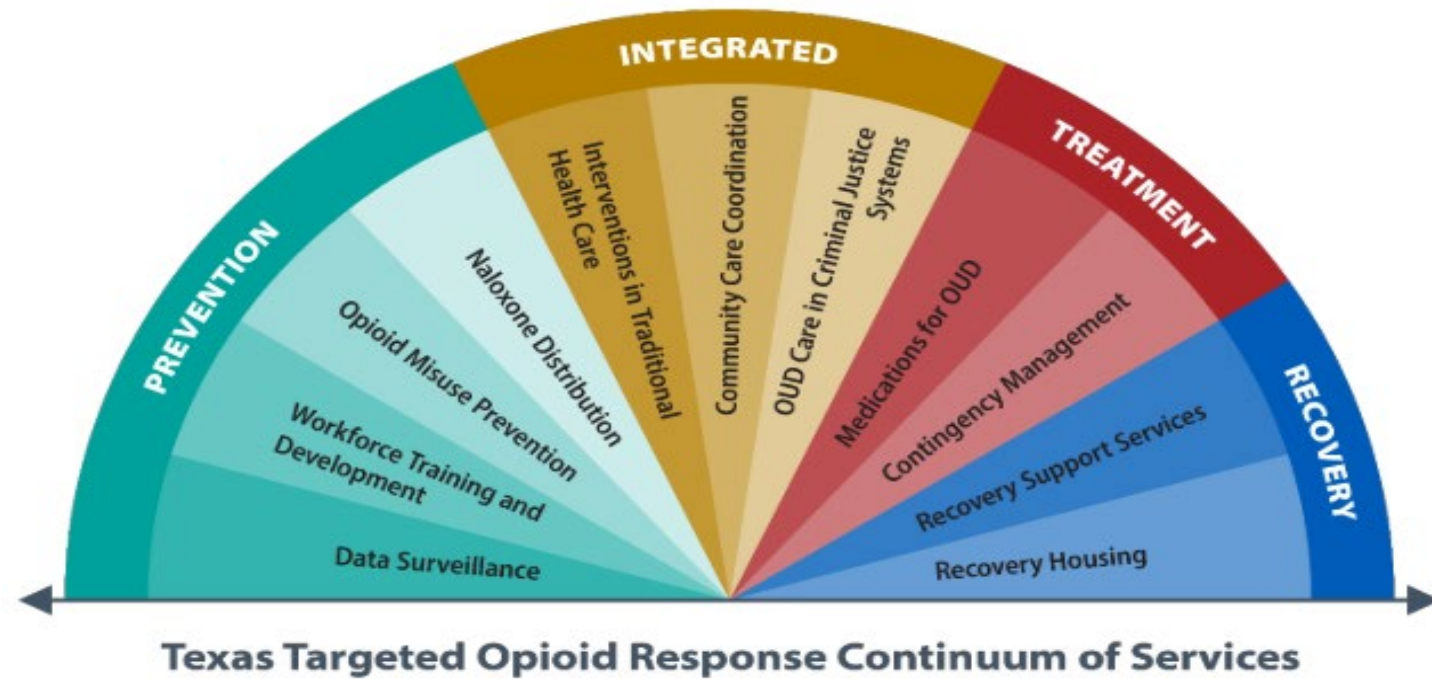 PREVENTION
Data Surveillance
Workforce Training and
Development
Opioid Misuse Prevention
Naloxone Distribution
INTEGRATED
Interventions in Traditional
Health Care
Community Care Coordination
OUD Care in Criminal Justice
Systems
TREATMENT
Medications for OUD
Contingency Management
RECOVERY
Recovery Support Services
Recovery Housing
Texas Targeted Opioid Response Continuum of Services